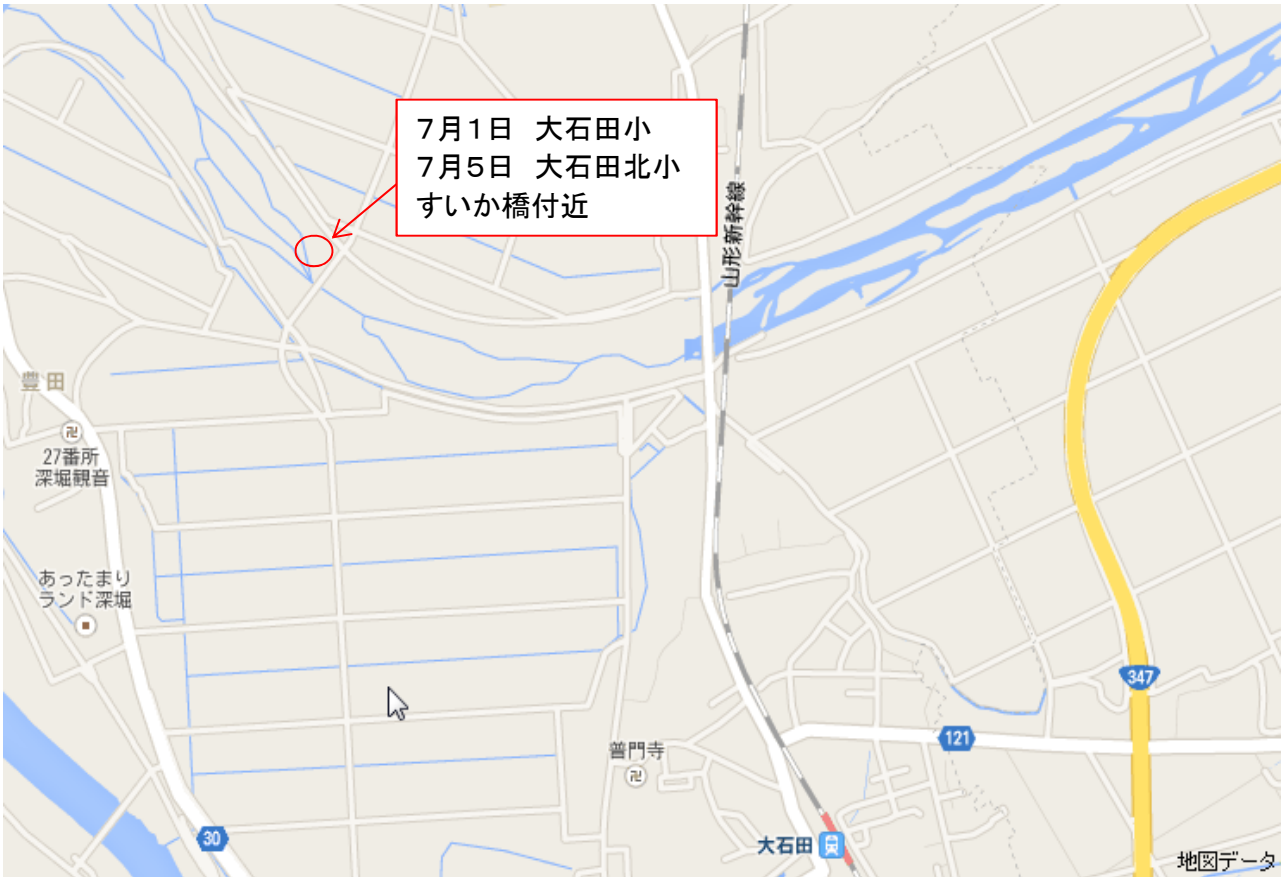 7月1日 大石田小
7月5日 大石田北小
すいか橋付近
山形新幹線
豊田
卍
27番所
深堀観音
あったまり
ランド深堀
347
121
普門寺
卍
30
大石田
地図データ